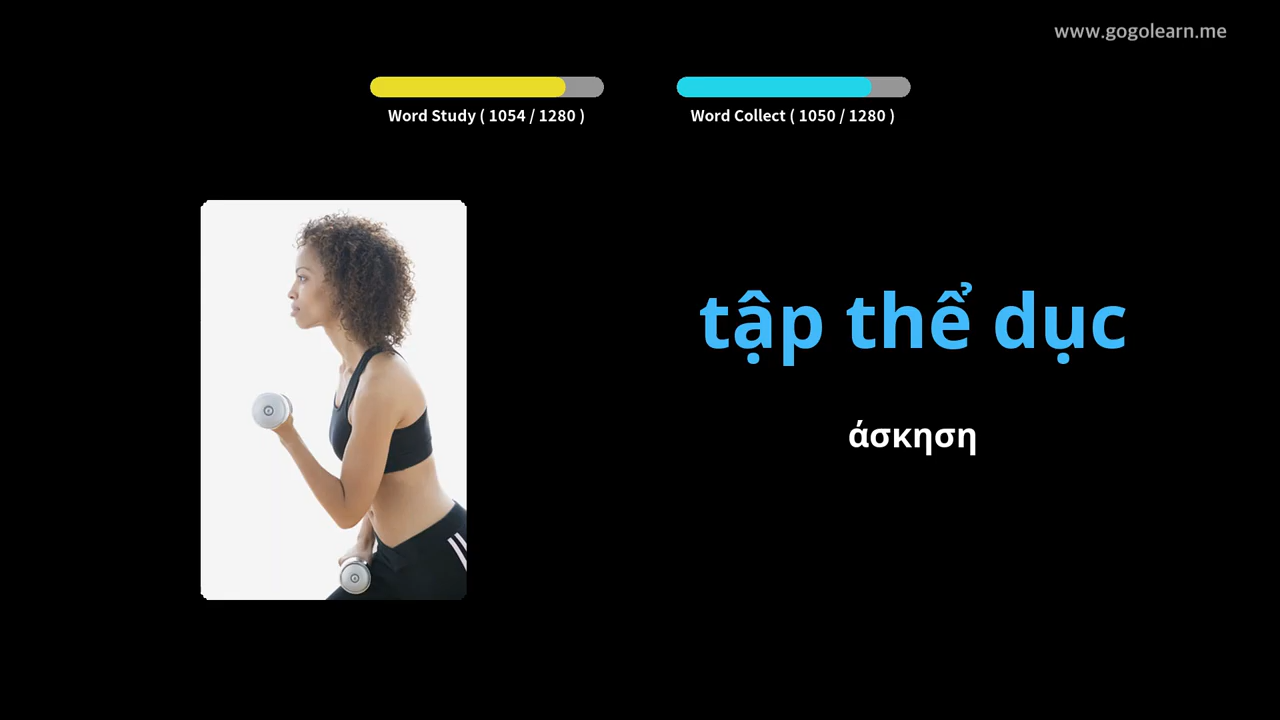 www.gogolearn.me
Word Study ( 1054 / 1280 )
Word Collect ( 1050 / 1280 )
tập thể dục
άσκηση